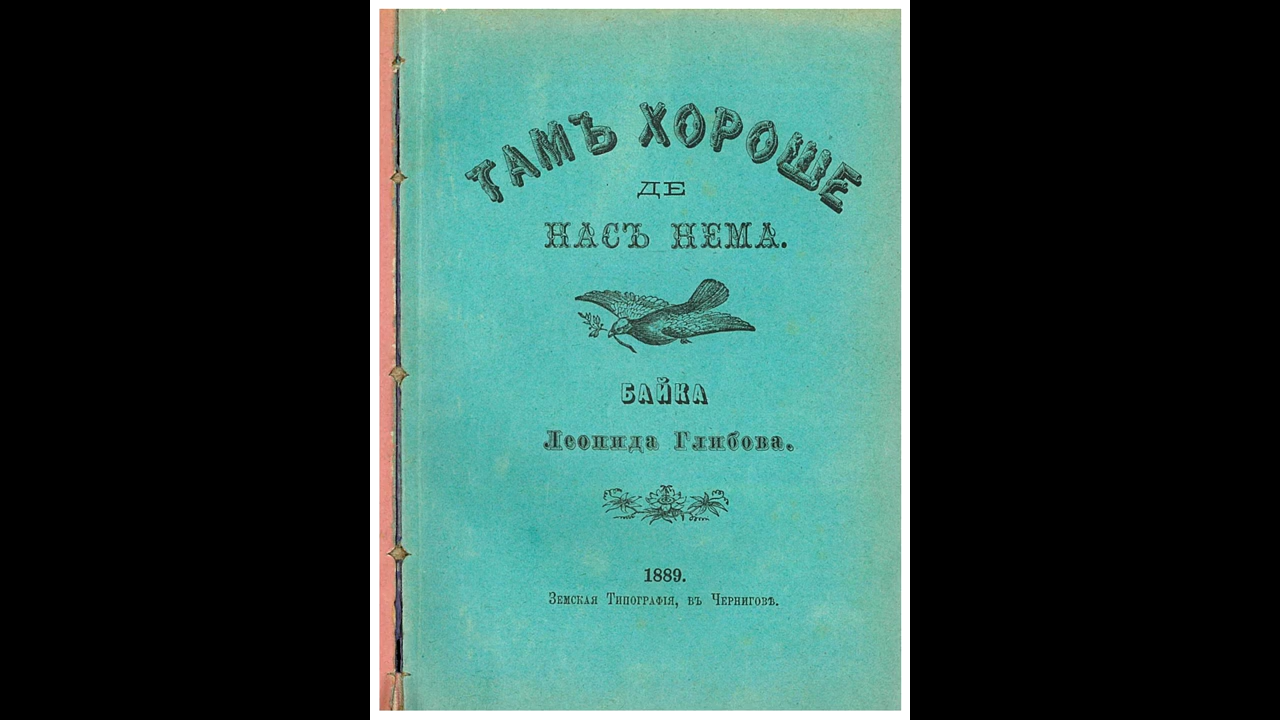 ТАМЪ ХОРОШЕ
ДЕ
НАСЪ НЕМА.
БАЙКА
Леонида Глибова.
1889.
Земская Типографія, въ Черниговѣ.